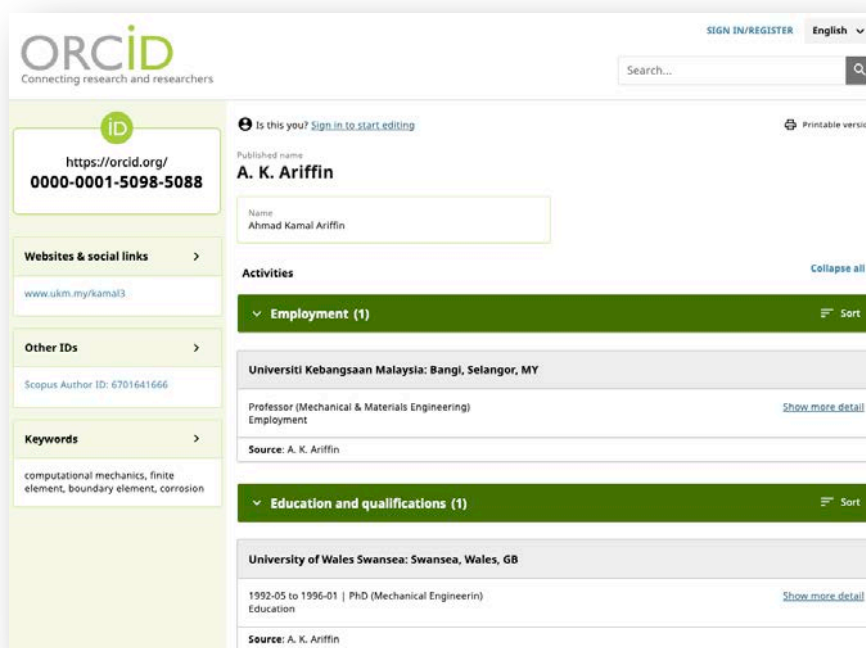 SIGN IN/REGISTER English
ORCiD
Connecting research and researchers
Search...
iD
https://orcid.org/
0000-0001-5098-5088
Websites & social links
www.ukm.my/kamal3
Other IDs
Scopus Author ID: 6701641666
Keywords
computational mechanics, finite
element, boundary element, corrosion
Is this you? Sign in to start editing
Printable versio
Published name
A. K. Ariffin
Name
Ahmad Kamal Ariffin
Activities
Collapse all
Employment (1)
Sort
Universiti Kebangsaan Malaysia: Bangi, Selangor, MY
Professor (Mechanical & Materials Engineering)
Show more detail
Employment
Source: A. K. Ariffin
Education and qualifications (1)
Sort
University of Wales Swansea: Swansea, Wales, GB
1992-05 to 1996-01 | PhD (Mechanical Engineerin)
Show more detail
Education
Source: A. K. Ariffin